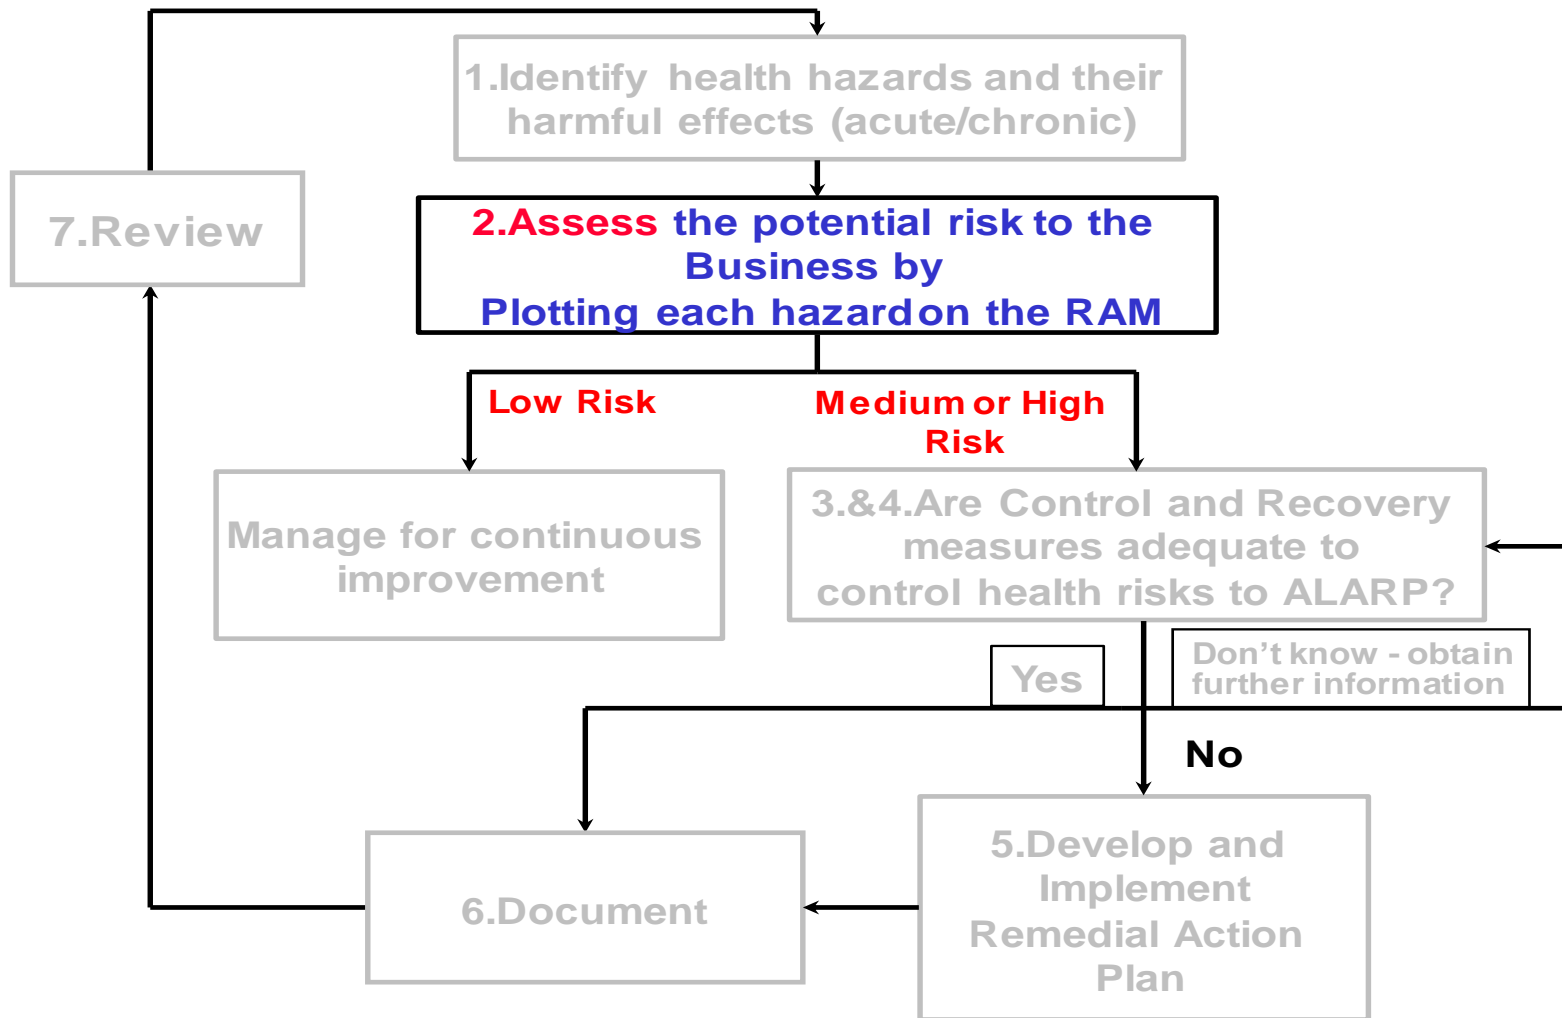 1.Identify health hazards and their
harmful effects (acute/chronic)
7.Review
2.Assess the potential risk to the
Business by
Plotting each hazard on the RAM
Low Risk
Medium or High
Risk
Manage for continuous
improvement
3.&4.Are Control and Recovery
measures adequate to
control health risks to ALARP?
Yes
Don't know - obtain
further information
No
6.Document
5.Develop and
Implement
Remedial Action
Plan